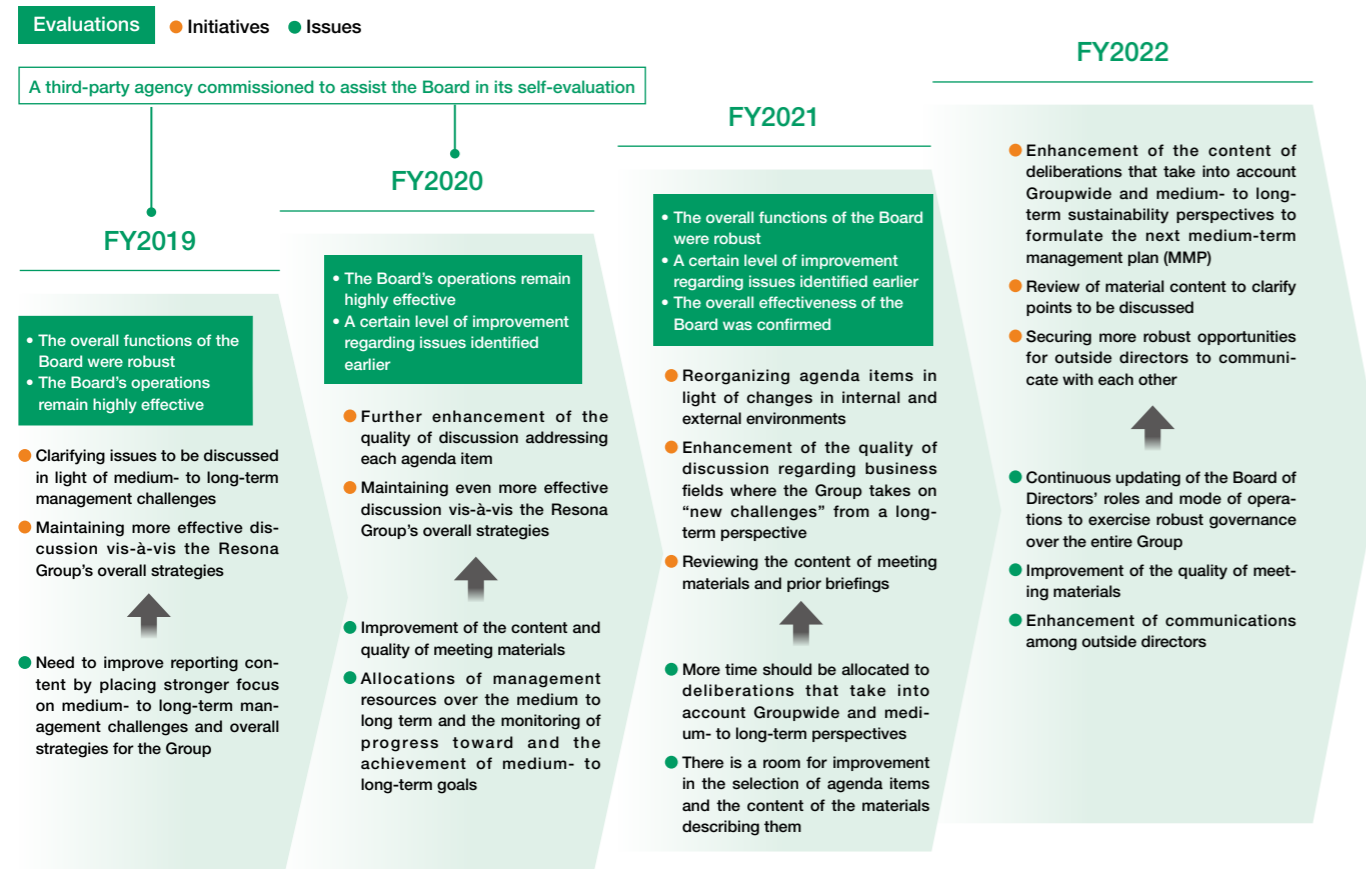 Evaluations
● Initiatives ● Issues
A third-party agency commissioned to assist the Board in its self-evaluation
FY2019
• The overall functions of the
Board were robust
• The Board's operations
remain highly effective
● Clarifying issues to be discussed
in light of medium- to long-term
management challenges
● Maintaining more effective dis-
cussion vis-à-vis the Resona
Group's overall strategies
● Need to improve reporting con-
tent by placing stronger focus
on medium- to long-term man-
agement challenges and overall
strategies for the Group
FY2020
• The Board's operations remain
highly effective
• A certain level of improvement
regarding issues identified
earlier
● Further enhancement of the
quality of discussion addressing
each agenda item
● Maintaining even more effective
discussion vis-à-vis the Resona
Group's overall strategies
● Improvement of the content and
quality of meeting materials
● Allocations of management
resources over the medium to
long term and the monitoring of
progress toward and the
achievement of medium- to
long-term goals
FY2021
• The overall functions of the Board
were robust
• A certain level of improvement
regarding issues identified earlier
• The overall effectiveness of the
Board was confirmed
● Reorganizing agenda items in
light of changes in internal and
external environments
● Enhancement of the quality of
discussion regarding business
fields where the Group takes on
"new challenges" from a long-
term perspective
● Reviewing the content of meeting
materials and prior briefings
● More time should be allocated to
deliberations that take into
account Groupwide and medi-
um- to long-term perspectives
● There is a room for improvement
in the selection of agenda items
and the content of the materials
describing them
FY2022
● Enhancement of the content of
deliberations that take into account
Groupwide and medium- to long-
term sustainability perspectives to
formulate the next medium-term
management plan (MMP)
● Review of material content to clarify
points to be discussed
● Securing more robust opportunities
for outside directors to communi-
cate with each other
● Continuous updating of the Board of
Directors' roles and mode of opera-
tions to exercise robust governance
over the entire Group
● Improvement of the quality of meet-
ing materials
● Enhancement of communications
among outside directors